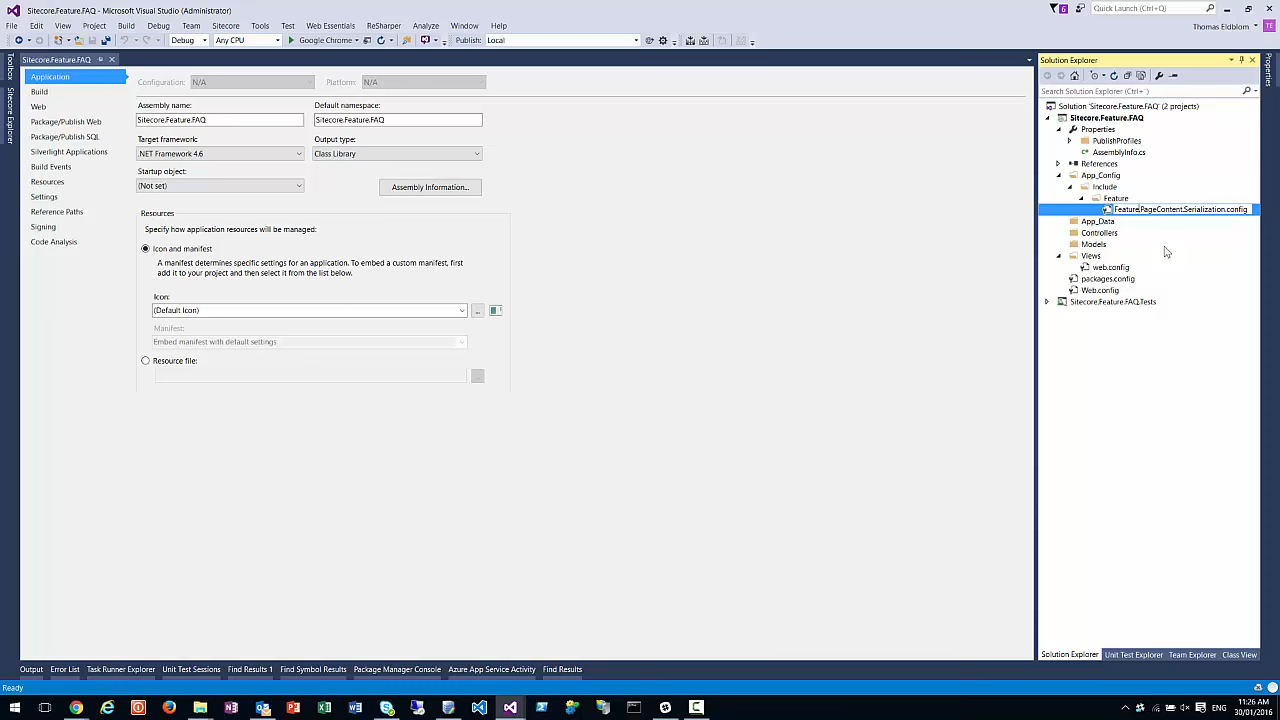 Sitecore.Feature.FAQ - Microsoft Visual Studio (Administrator)
6
Quick Launch (Ctrl+Q)
File Edit View Project Build Debug Team Sitecore Tools Test Web Essentials ReSharper Analyze Window Help
Thomas Eldblom
TE
Debug Any CPU Google Chrome Publish: Local
Toolbox
Sitecore Explorer
Sitecore.Feature.FAQ
Application
Build
Web
Package/Publish Web
Package/Publish SQL
Silverlight Applications
Build Events
Resources
Settings
Reference Paths
Signing
Code Analysis
Configuration: N/A Platform: N/A
Assembly name: Default namespace:
Sitecore.Feature.FAQ Sitecore.Feature.FAQ
Target framework: Output type:
.NET Framework 4.6 Class Library
Startup object:
(Not set) Assembly Information...
Resources
Specify how application resources will be managed:
Icon and manifest
A manifest determines specific settings for an application. To embed a custom manifest, first
add it to your project and then select it from the list below.
Icon:
(Default Icon) ...
Manifest:
Embed manifest with default settings
Resource file:
...
Solution Explorer
Search Solution Explorer (Ctrl+')
Solution 'Sitecore.Feature.FAQ' (2 projects)
Sitecore.Feature.FAQ
Properties
PublishProfiles
AssemblyInfo.cs
References
App_Config
Include
Feature
Feature.PageContent.Serialization.config
App_Data
Controllers
Models
Views
web.config
packages.config
Web.config
Sitecore.Feature.FAQ.Tests
Solution Explorer Unit Test Explorer Team Explorer Class View
Properties
Output Error List Task Runner Explorer Unit Test Sessions Find Results 1 Find Symbol Results Package Manager Console Azure App Service Activity Find Results
Ready
ENG
11:26 AM
30/01/2016